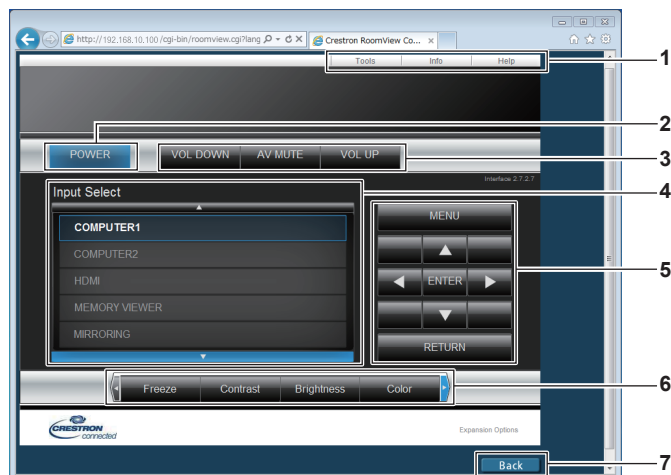 http://192.168.10.100/cgi-bin/roomview.cgi?lang
Crestron RoomView Co...
Tools Info Help
1
2
POWER
VOL DOWN AV MUTE VOL UP
3
Interface 2.7.2.7
Input Select
4
COMPUTER1
COMPUTER2
HDMI
MEMORY VIEWER
MIRRORING
MENU
ENTER
RETURN
5
Freeze Contrast Brightness Color
6
CRESTRON
connected
Expansion Options
Back
7